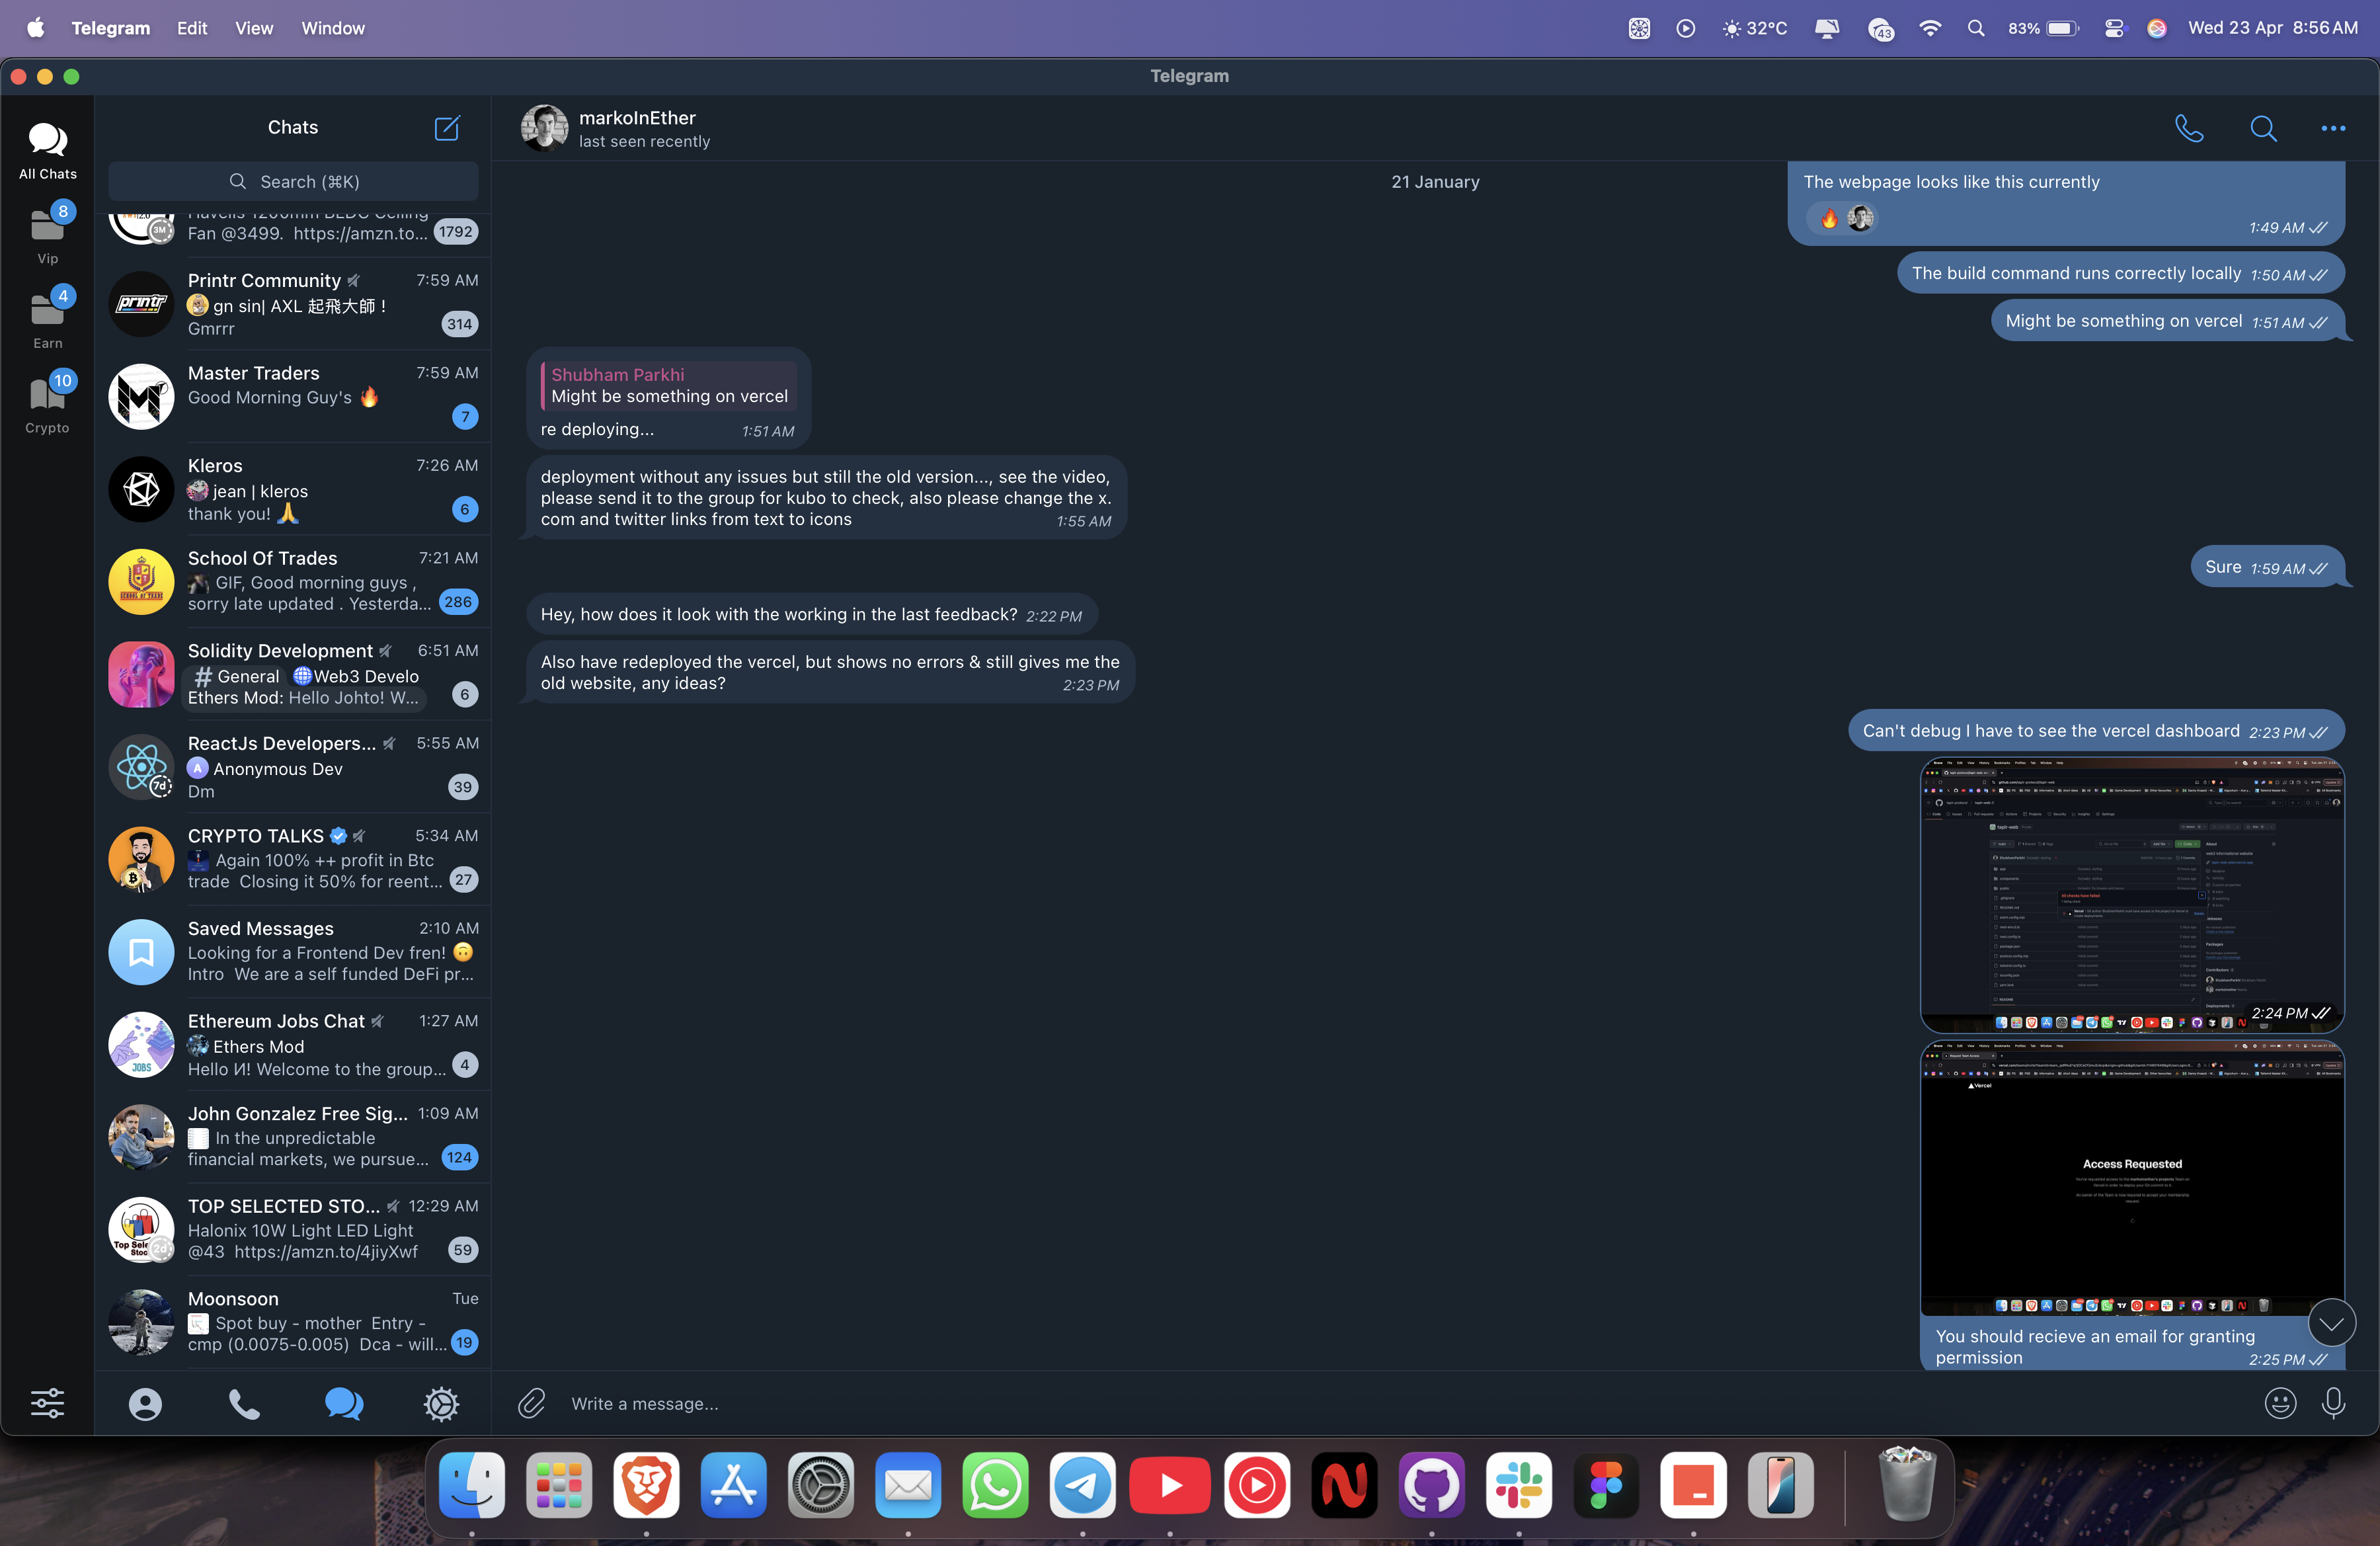 Telegram Edit View Window
32°C 43 83% Wed 23 Apr 8:56 AM
Telegram
All Chats
8
Vip
4
Earn
10
Crypto
Chats
Search (⌘K)
Fan @3499. https://amzn.to... 1792
3M
Printr Community 7:59 AM
printr
gn sin| AXL 起飛大師！
Gmrrr 314
Master Traders 7:59 AM
Good Morning Guy's 🔥
7
Kleros 7:26 AM
jean | kleros
thank you! 🙏 6
School Of Trades 7:21 AM
GIF, Good morning guys ,
sorry late updated . Yesterda... 286
Solidity Development 6:51 AM
# General 🌐Web3 Develo
Ethers Mod: Hello Johto! W... 6
ReactJs Developers... 5:55 AM
A Anonymous Dev
7d
Dm 39
CRYPTO TALKS 5:34 AM
Again 100% ++ profit in Btc
trade Closing it 50% for reent... 27
Saved Messages 2:10 AM
Looking for a Frontend Dev fren! 🙃
Intro We are a self funded DeFi pr...
Ethereum Jobs Chat 1:27 AM
Ethers Mod
JOBS
Hello И! Welcome to the group... 4
John Gonzalez Free Sig... 1:09 AM
In the unpredictable
financial markets, we pursue... 124
TOP SELECTED STO... 12:29 AM
Halonix 10W Light LED Light
2d
@43 https://amzn.to/4jiyXwf 59
Moonsoon Tue
Spot buy - mother Entry -
cmp (0.0075-0.005) Dca - will... 19
markoInEther
last seen recently
21 January
The webpage looks like this currently
🔥 1:49 AM
The build command runs correctly locally 1:50 AM
Might be something on vercel 1:51 AM
Shubham Parkhi
Might be something on vercel
re deploying... 1:51 AM
deployment without any issues but still the old version..., see the video,
please send it to the group for kubo to check, also please change the x.
com and twitter links from text to icons 1:55 AM
Sure 1:59 AM
Hey, how does it look with the working in the last feedback? 2:22 PM
Also have redeployed the vercel, but shows no errors & still gives me the
old website, any ideas? 2:23 PM
Can't debug I have to see the vercel dashboard 2:23 PM
2:24 PM
Vercel
Access Requested
You should recieve an email for granting
permission 2:25 PM
Write a message...